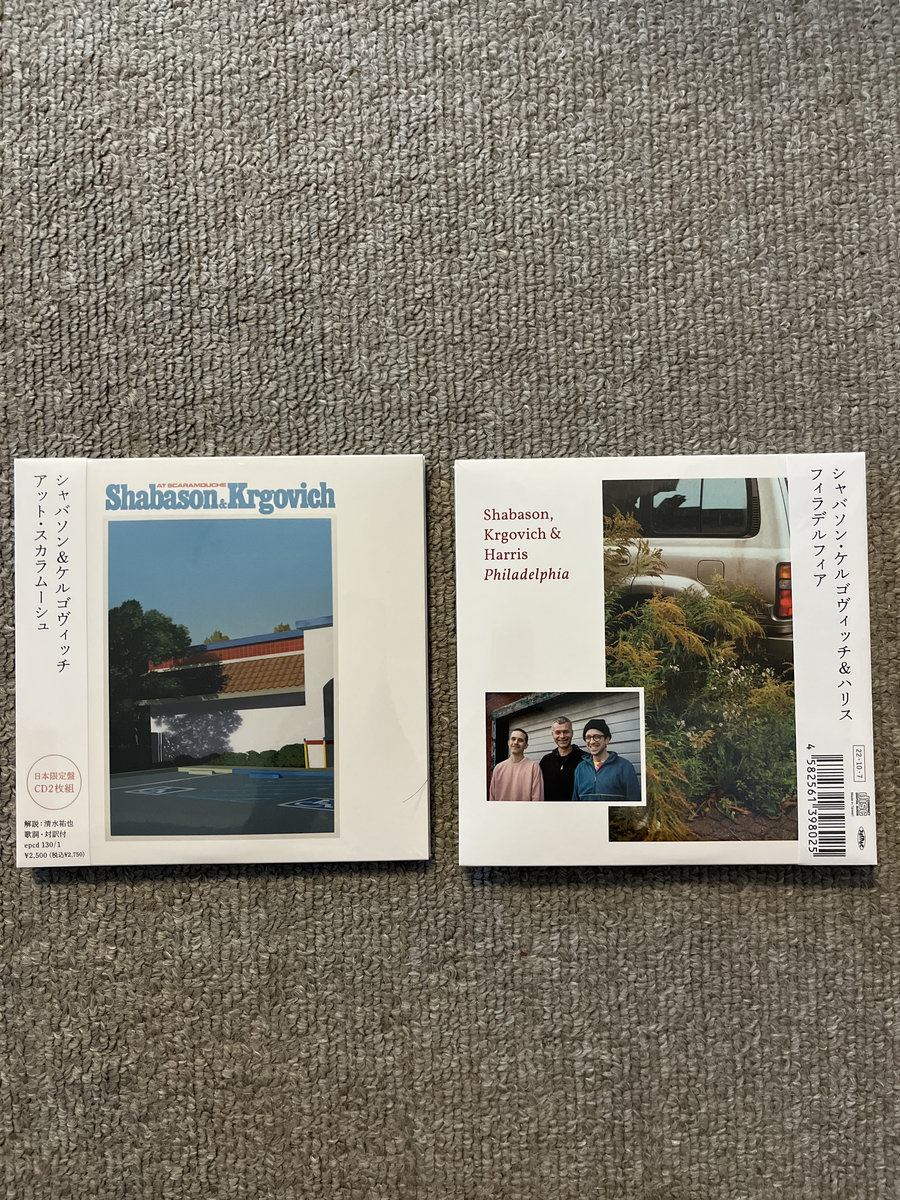 シャバソン&ケルゴヴィッチ
アット・スカラムーシュ
日本限定盤
CD2枚組
解説:清水祐也
歌詞・対訳付
epcd 130/1
¥2,500 (税込¥2,750)
AT SCARAMOUCHE
Shabason & Krgovich
Shabason,
Krgovich &
Harris
Philadelphia
シャバソン・ケルゴヴィッチ&ハリス
フィラデルフィア
22・10・7
4 582561 398025